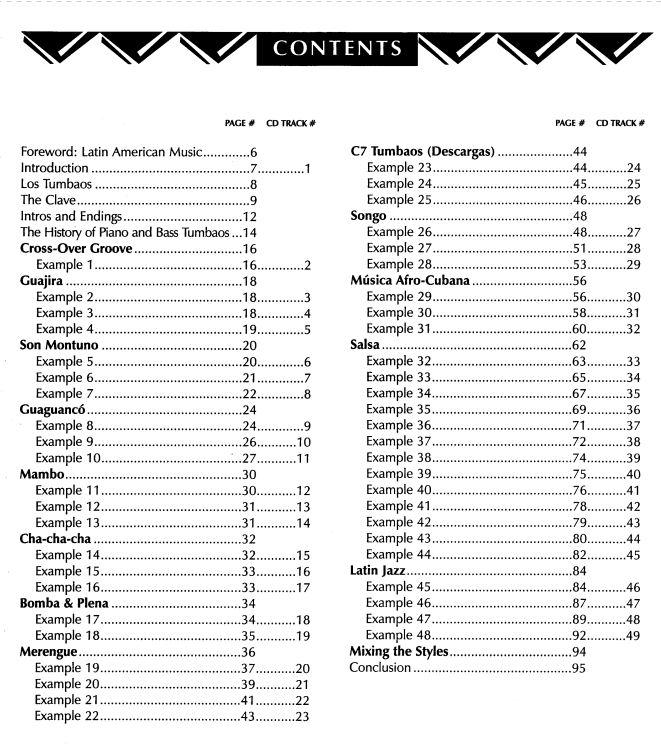 CONTENTS
PAGE # CD TRACK #
Foreword: Latin American Music.............6
Introduction.............7.............1
Los Tumbaos.............8
The Clave.............9
Intros and Endings.............12
The History of Piano and Bass Tumbaos...14
Cross-Over Groove.............16
Example 1.............16.............2
Guajira.............18
Example 2.............18.............3
Example 3.............18.............4
Example 4.............19.............5
Son Montuno.............20
Example 5.............20.............6
Example 6.............21.............7
Example 7.............22.............8
Guaguancó.............24
Example 8.............24.............9
Example 9.............26.............10
Example 10.............27.............11
Mambo.............30
Example 11.............30.............12
Example 12.............31.............13
Example 13.............31.............14
Cha-cha-cha.............32
Example 14.............32.............15
Example 15.............33.............16
Example 16.............33.............17
Bomba & Plena.............34
Example 17.............34.............18
Example 18.............35.............19
Merengue.............36
Example 19.............37.............20
Example 20.............39.............21
Example 21.............41.............22
Example 22.............43.............23
PAGE # CD TRACK #
C7 Tumbaos (Descargas).............44
Example 23.............44.............24
Example 24.............45.............25
Example 25.............46.............26
Songo.............48
Example 26.............48.............27
Example 27.............51.............28
Example 28.............53.............29
Música Afro-Cubana.............56
Example 29.............56.............30
Example 30.............58.............31
Example 31.............60.............32
Salsa.............62
Example 32.............63.............33
Example 33.............65.............34
Example 34.............67.............35
Example 35.............69.............36
Example 36.............71.............37
Example 37.............72.............38
Example 38.............74.............39
Example 39.............75.............40
Example 40.............76.............41
Example 41.............78.............42
Example 42.............79.............43
Example 43.............80.............44
Example 44.............82.............45
Latin Jazz.............84
Example 45.............84.............46
Example 46.............87.............47
Example 47.............89.............48
Example 48.............92.............49
Mixing the Styles.............94
Conclusion.............95